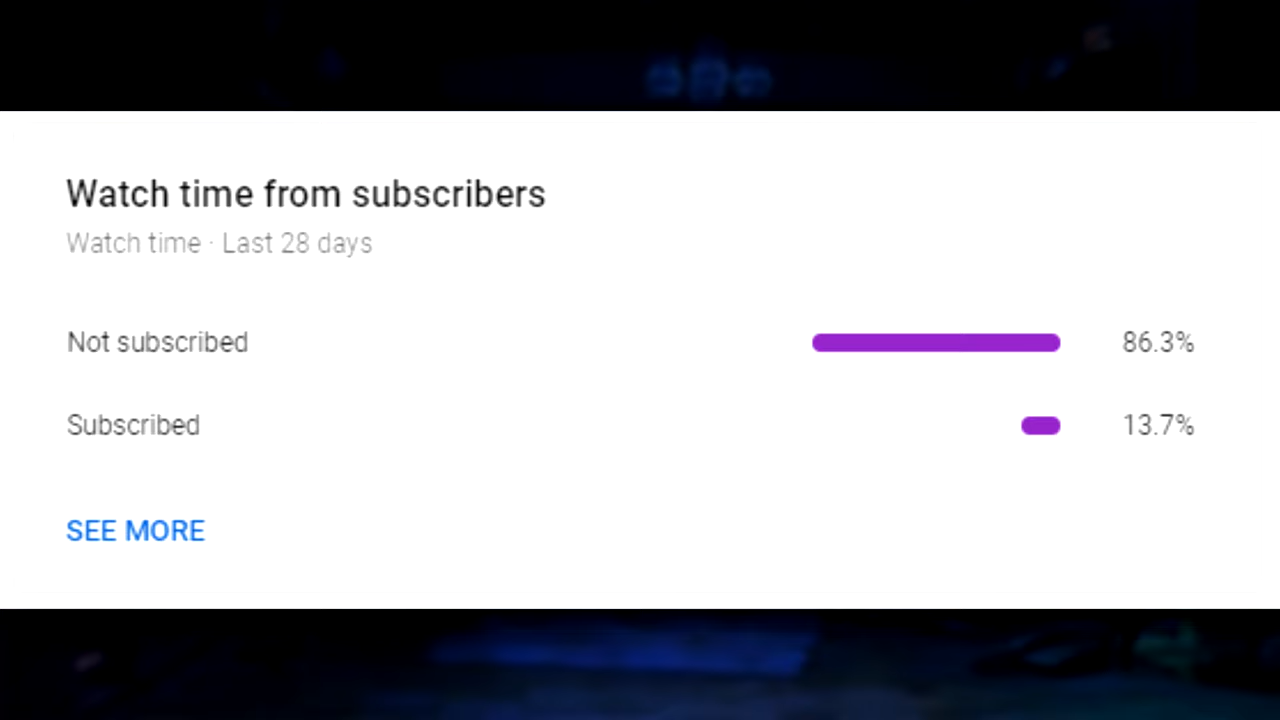 Watch time from subscribers
Watch time · Last 28 days
Not subscribed 86.3%
Subscribed 13.7%
SEE MORE